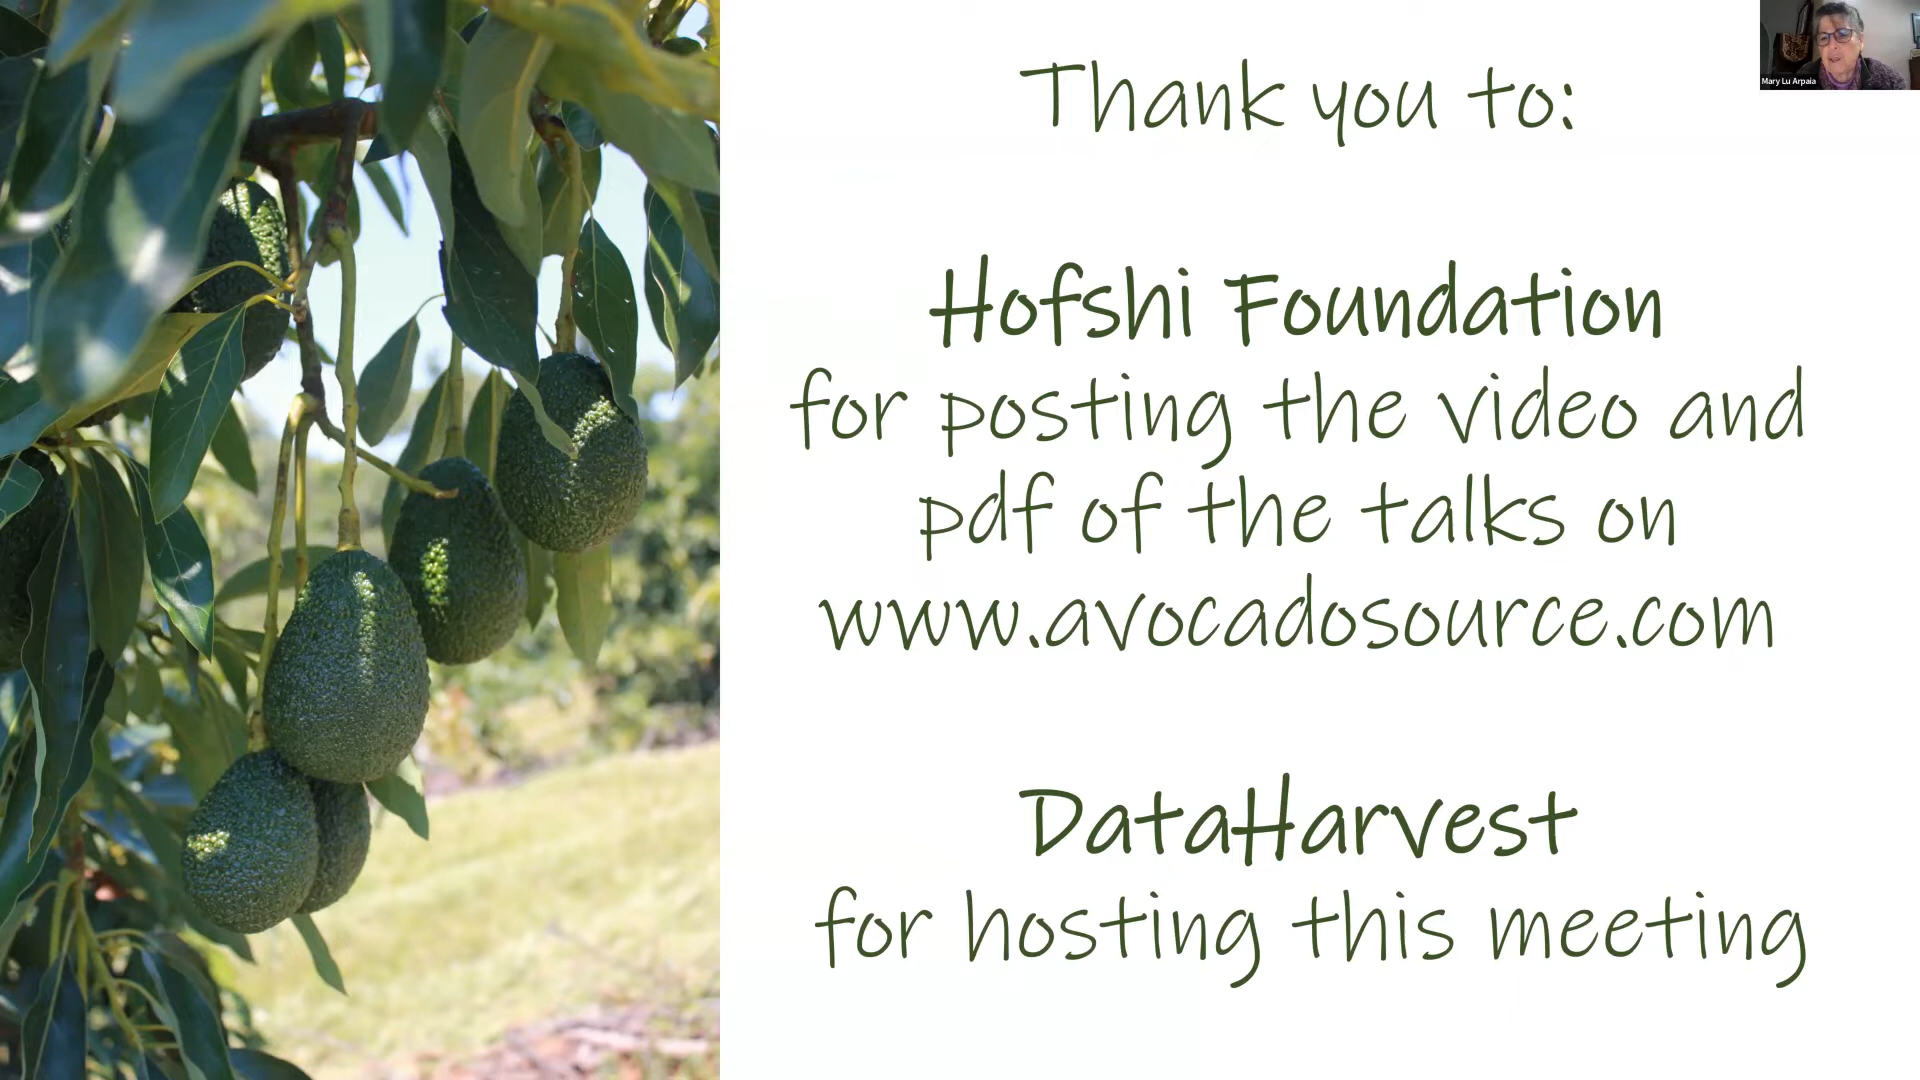 Thank you to:
Mary Lu Arpaia
Hofshi Foundation
for posting the video and
pdf of the talks on
www.avocadosource.com
DataHarvest
for hosting this meeting